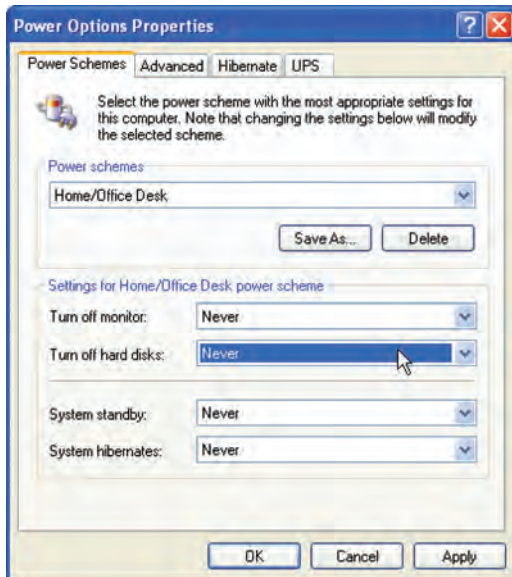 Power Options Properties
Power Schemes Advanced Hibernate UPS
Select the power scheme with the most appropriate settings for
this computer. Note that changing the settings below will modify
the selected scheme.
Power schemes
Home/Office Desk
Save As... Delete
Settings for Home/Office Desk power scheme
Turn off monitor: Never
Turn off hard disks: Never
System standby: Never
System hibernates: Never
OK Cancel Apply